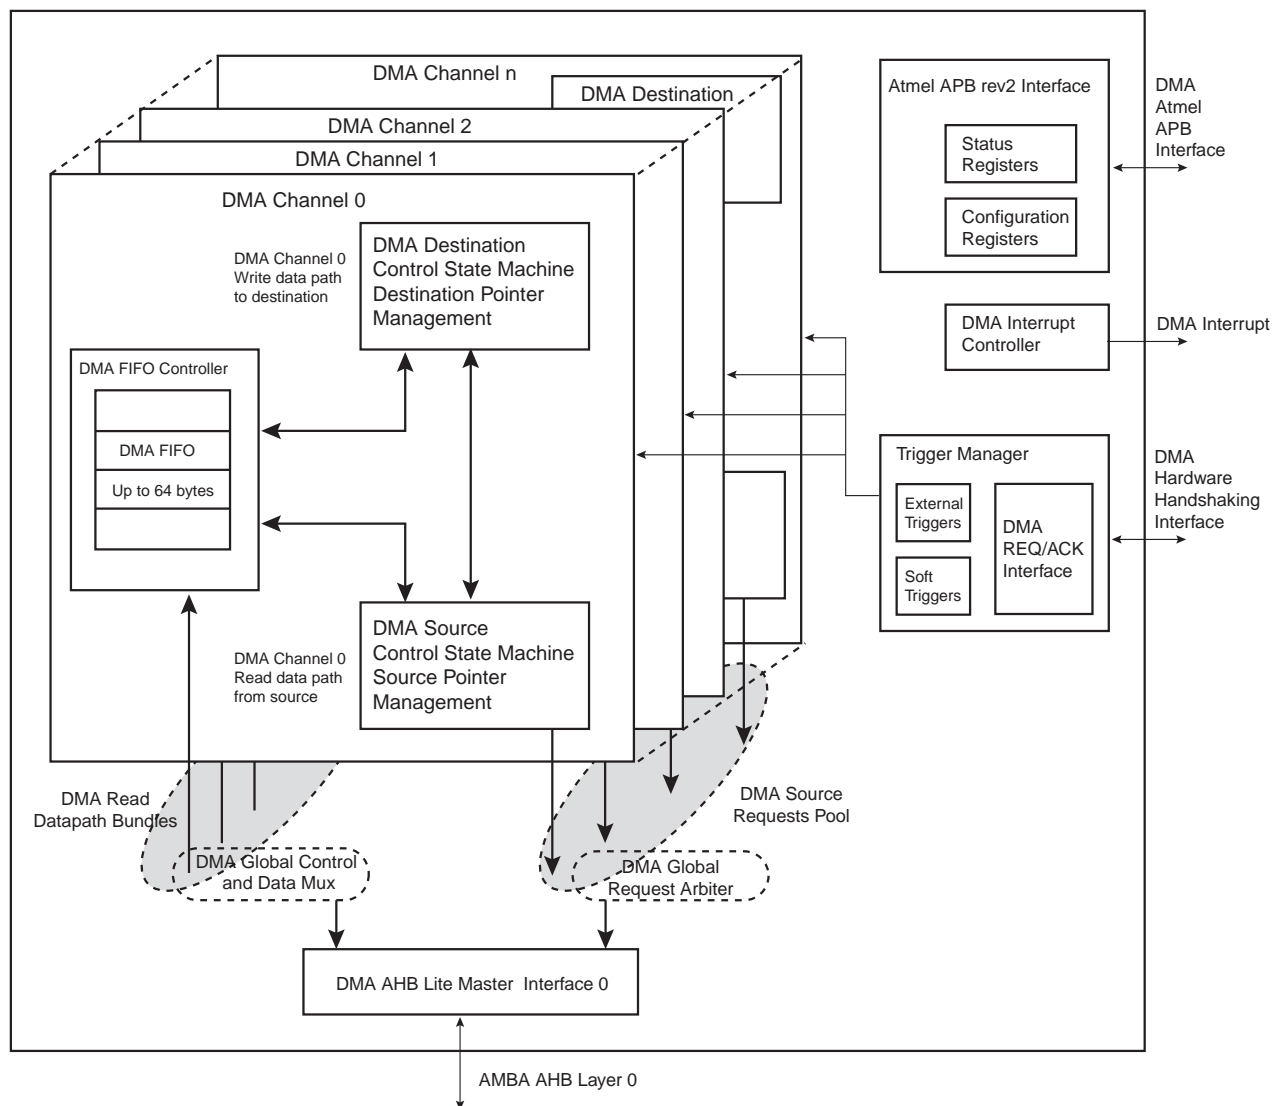 DMA Channel n
DMA Destination
DMA Channel 2
DMA Channel 1
DMA Channel 0
DMA Channel 0
Write data path
to destination
DMA Destination
Control State Machine
Destination Pointer
Management
DMA FIFO Controller
DMA FIFO
Up to 64 bytes
DMA Channel 0
Read data path
from source
DMA Source
Control State Machine
Source Pointer
Management
Atmel APB rev2 Interface
Status
Registers
Configuration
Registers
DMA
Atmel
APB
Interface
DMA Interrupt
Controller
DMA Interrupt
Trigger Manager
External
Triggers
Soft
Triggers
DMA
REQ/ACK
Interface
DMA
Hardware
Handshaking
Interface
DMA Read
Datapath Bundles
DMA Source
Requests Pool
DMA Global Control
and Data Mux
DMA Global
Request Arbiter
DMA AHB Lite Master Interface 0
AMBA AHB Layer 0